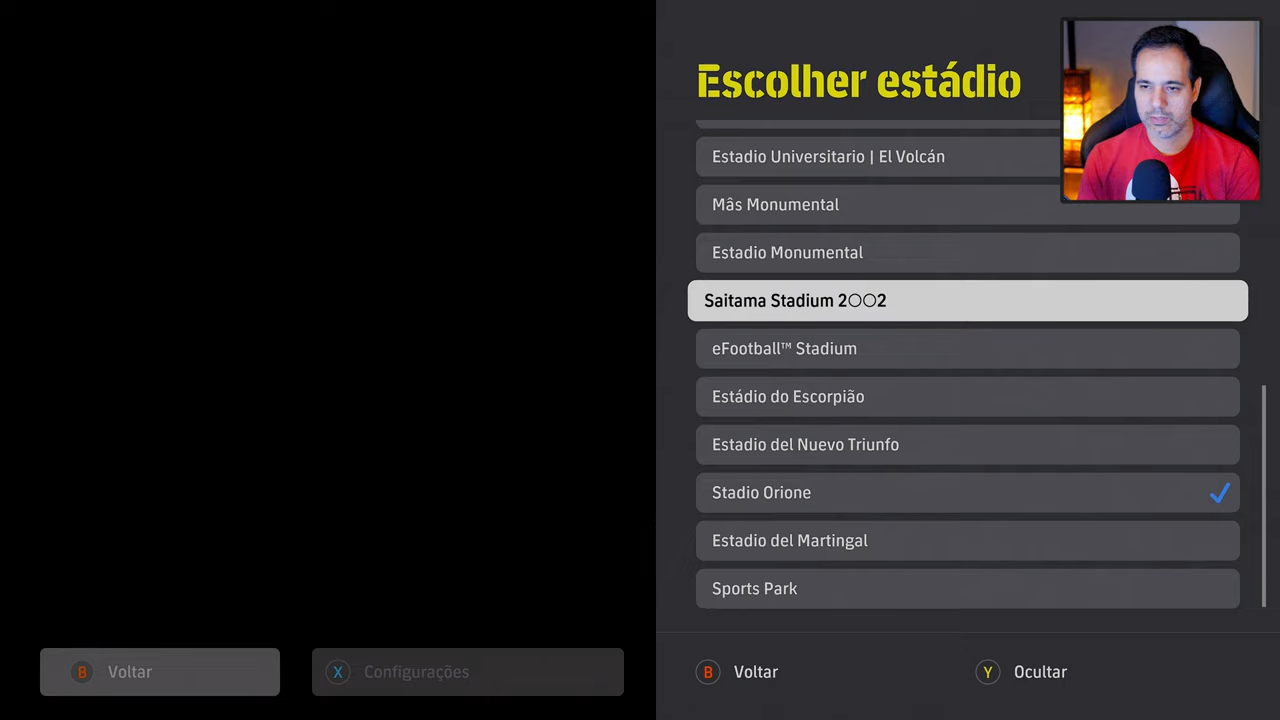 Escolher estádio
Estadio Universitario | El Volcán
Mâs Monumental
Estadio Monumental
Saitama Stadium 2○○2
eFootball™ Stadium
Estádio do Escorpião
Estadio del Nuevo Triunfo
Stadio Orione
Estadio del Martingal
Sports Park
B Voltar
X Configurações
B Voltar
Y Ocultar